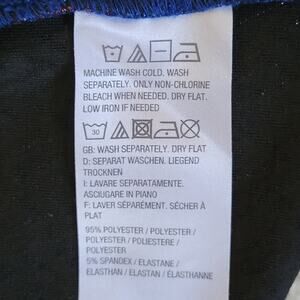 MACHINE WASH COLD. WASH
SEPARATELY. ONLY NON-CHLORINE
BLEACH WHEN NEEDED. DRY FLAT.
LOW IRON IF NEEDED
30
GB: WASH SEPARATELY. DRY FLAT
D: SEPARAT WASCHEN. LIEGEND
TROCKNEN
I: LAVARE SEPARATAMENTE.
ASCIUGARE IN PIANO
F: LAVER SÉPARÉMENT. SÉCHER À
PLAT
95% POLYESTER / POLYESTER /
POLYESTER / POLIESTERE /
POLYESTER
5% SPANDEX / ELASTANE /
ELASTHAN / ELASTAN / ÉLASTHANNE